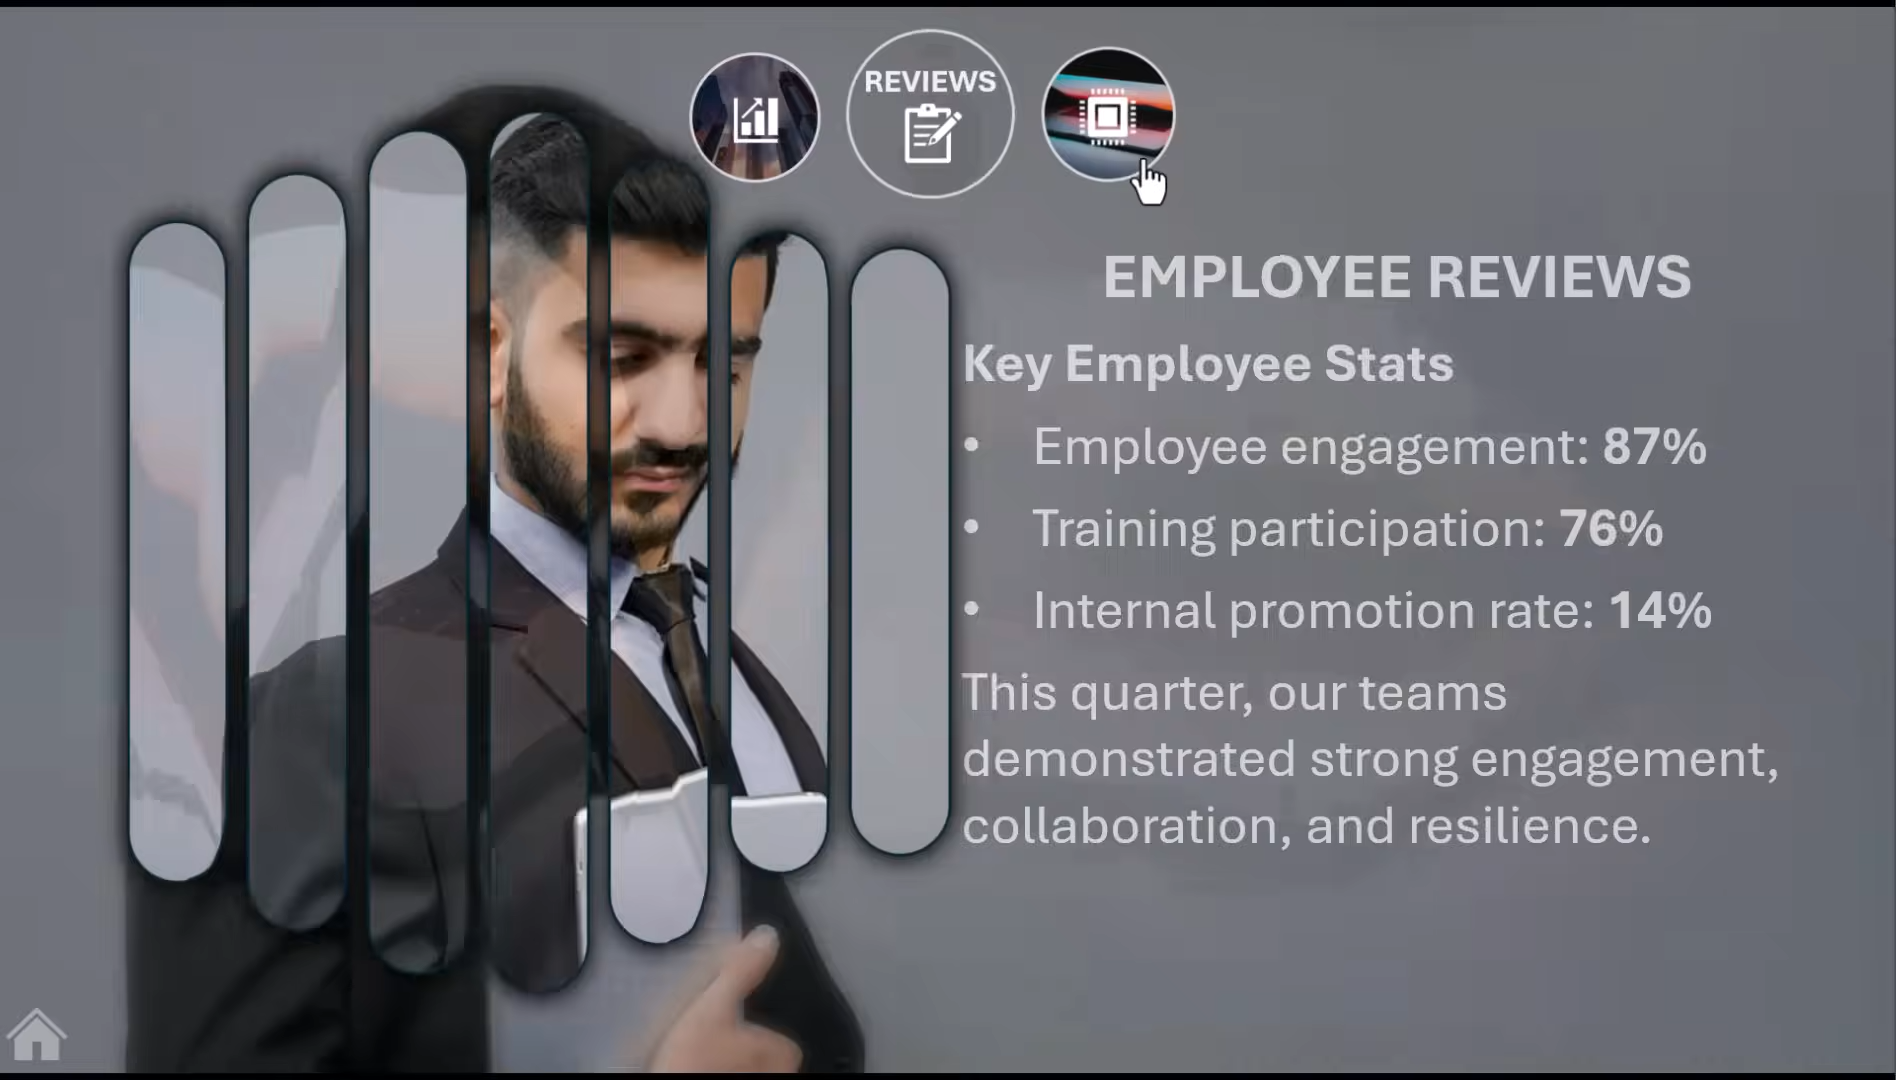 REVIEWS
EMPLOYEE REVIEWS
Key Employee Stats
• Employee engagement: 87%
• Training participation: 76%
• Internal promotion rate: 14%
This quarter, our teams
demonstrated strong engagement,
collaboration, and resilience.